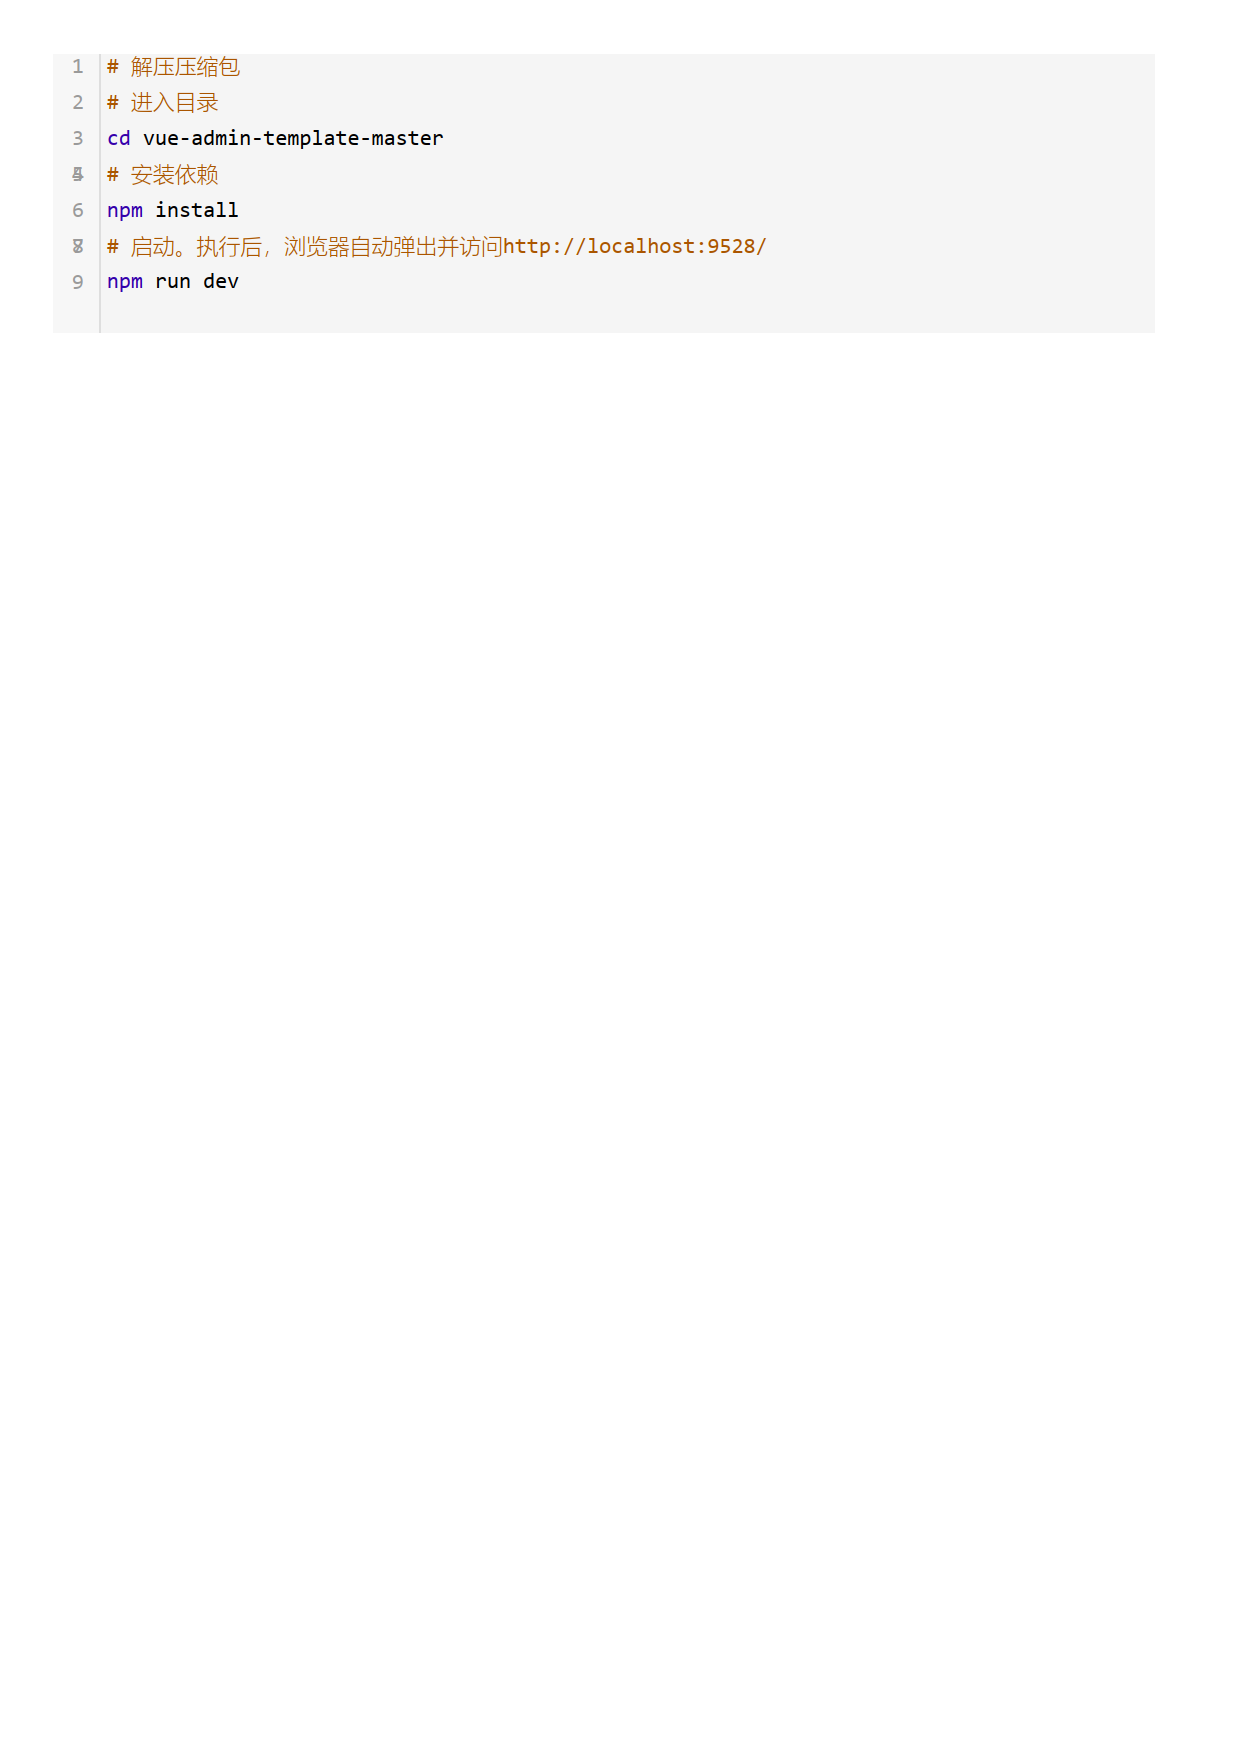 1 # 解压压缩包
2 # 进入目录
3 cd vue-admin-template-master
4
5 # 安装依赖
6 npm install
7
8 # 启动。执行后，浏览器自动弹出并访问http://localhost:9528/
9 npm run dev